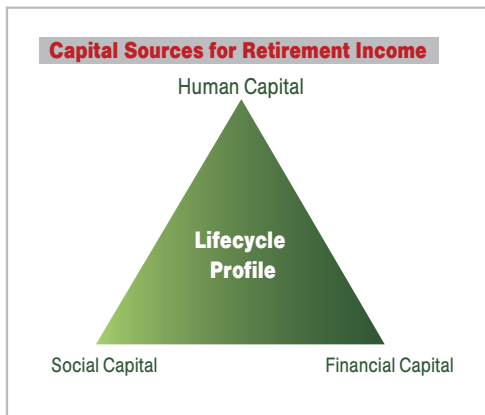 Capital Sources for Retirement Income
Human Capital
Lifecycle
Profile
Social Capital
Financial Capital